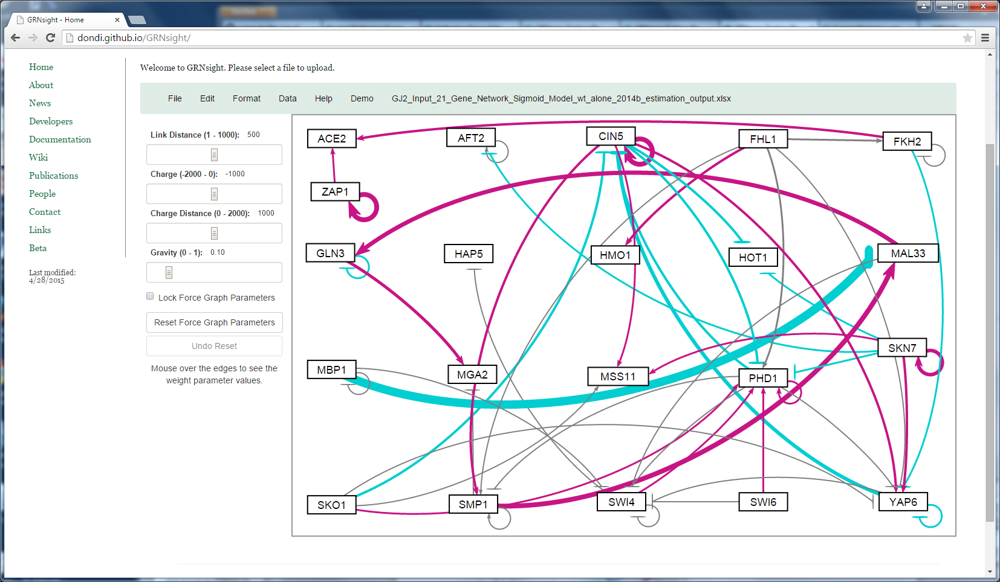 GRNsight - Home
dondi.github.io/GRNsight/
Home
About
News
Developers
Documentation
Wiki
Publications
People
Contact
Links
Beta
Last modified:
4/28/2015
Welcome to GRNsight. Please select a file to upload.
File Edit Format Data Help Demo GJ2_Input_21_Gene_Network_Sigmoid_Model_wt_alone_2014b_estimation_output.xlsx
Link Distance (1 - 1000): 500
Charge (-2000 - 0): -1000
Charge Distance (0 - 2000): 1000
Gravity (0 - 1): 0.10
Lock Force Graph Parameters
Reset Force Graph Parameters
Undo Reset
Mouse over the edges to see the
weight parameter values.
ACE2 AFT2 CIN5 FHL1 FKH2
ZAP1
GLN3 HAP5 HMO1 HOT1 MAL33
SKN7
MBP1 MGA2 MSS11 PHD1
SKO1 SMP1 SWI4 SWI6 YAP6